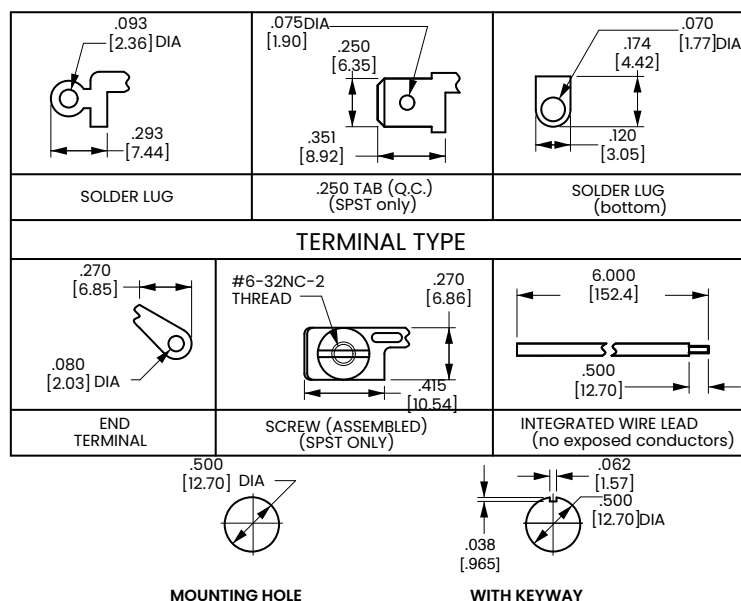 .093
[2.36] DIA
.293
[7.44]
SOLDER LUG
.075DIA
[1.90]
.250
[6.35]
.351
[8.92]
.250 TAB (Q.C.)
(SPST only)
.070
[1.77]DIA
.174
[4.42]
.120
[3.05]
SOLDER LUG
(bottom)
TERMINAL TYPE
.270
[6.85]
.080
[2.03] DIA
END
TERMINAL
#6-32NC-2
THREAD
.270
[6.86]
.415
[10.54]
SCREW (ASSEMBLED)
(SPST ONLY)
6.000
[152.4]
.500
[12.70]
INTEGRATED WIRE LEAD
(no exposed conductors)
.500
[12.70] DIA
MOUNTING HOLE
.062
[1.57]
.500
[12.70]DIA
.038
[.965]
WITH KEYWAY